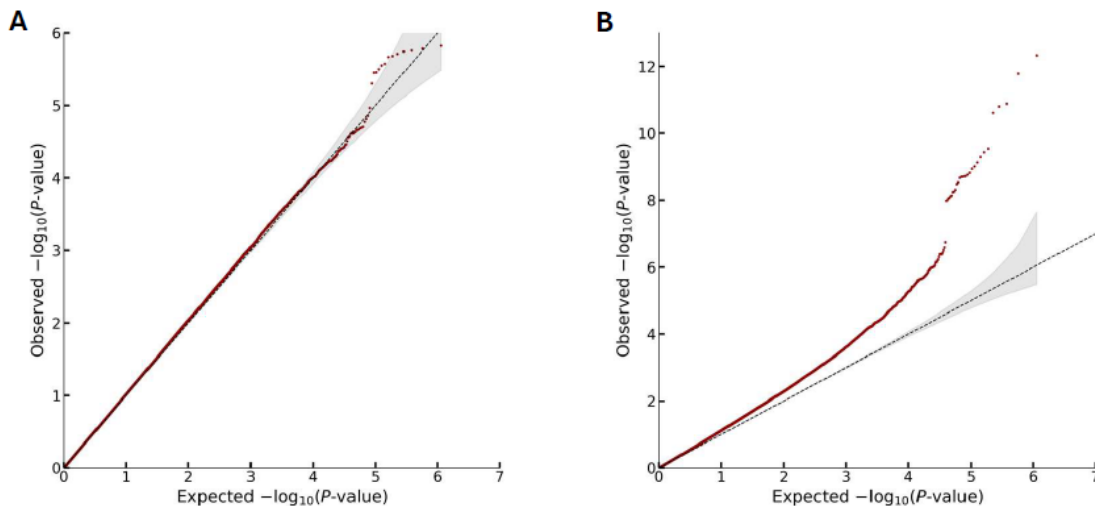 A
6
5
4
3
2
1
0
Observed −log10(P-value)
0 1 2 3 4 5 6 7
Expected −log10(P-value)
B
12
10
8
6
4
2
0
Observed −log10(P-value)
0 1 2 3 4 5 6 7
Expected −log10(P-value)